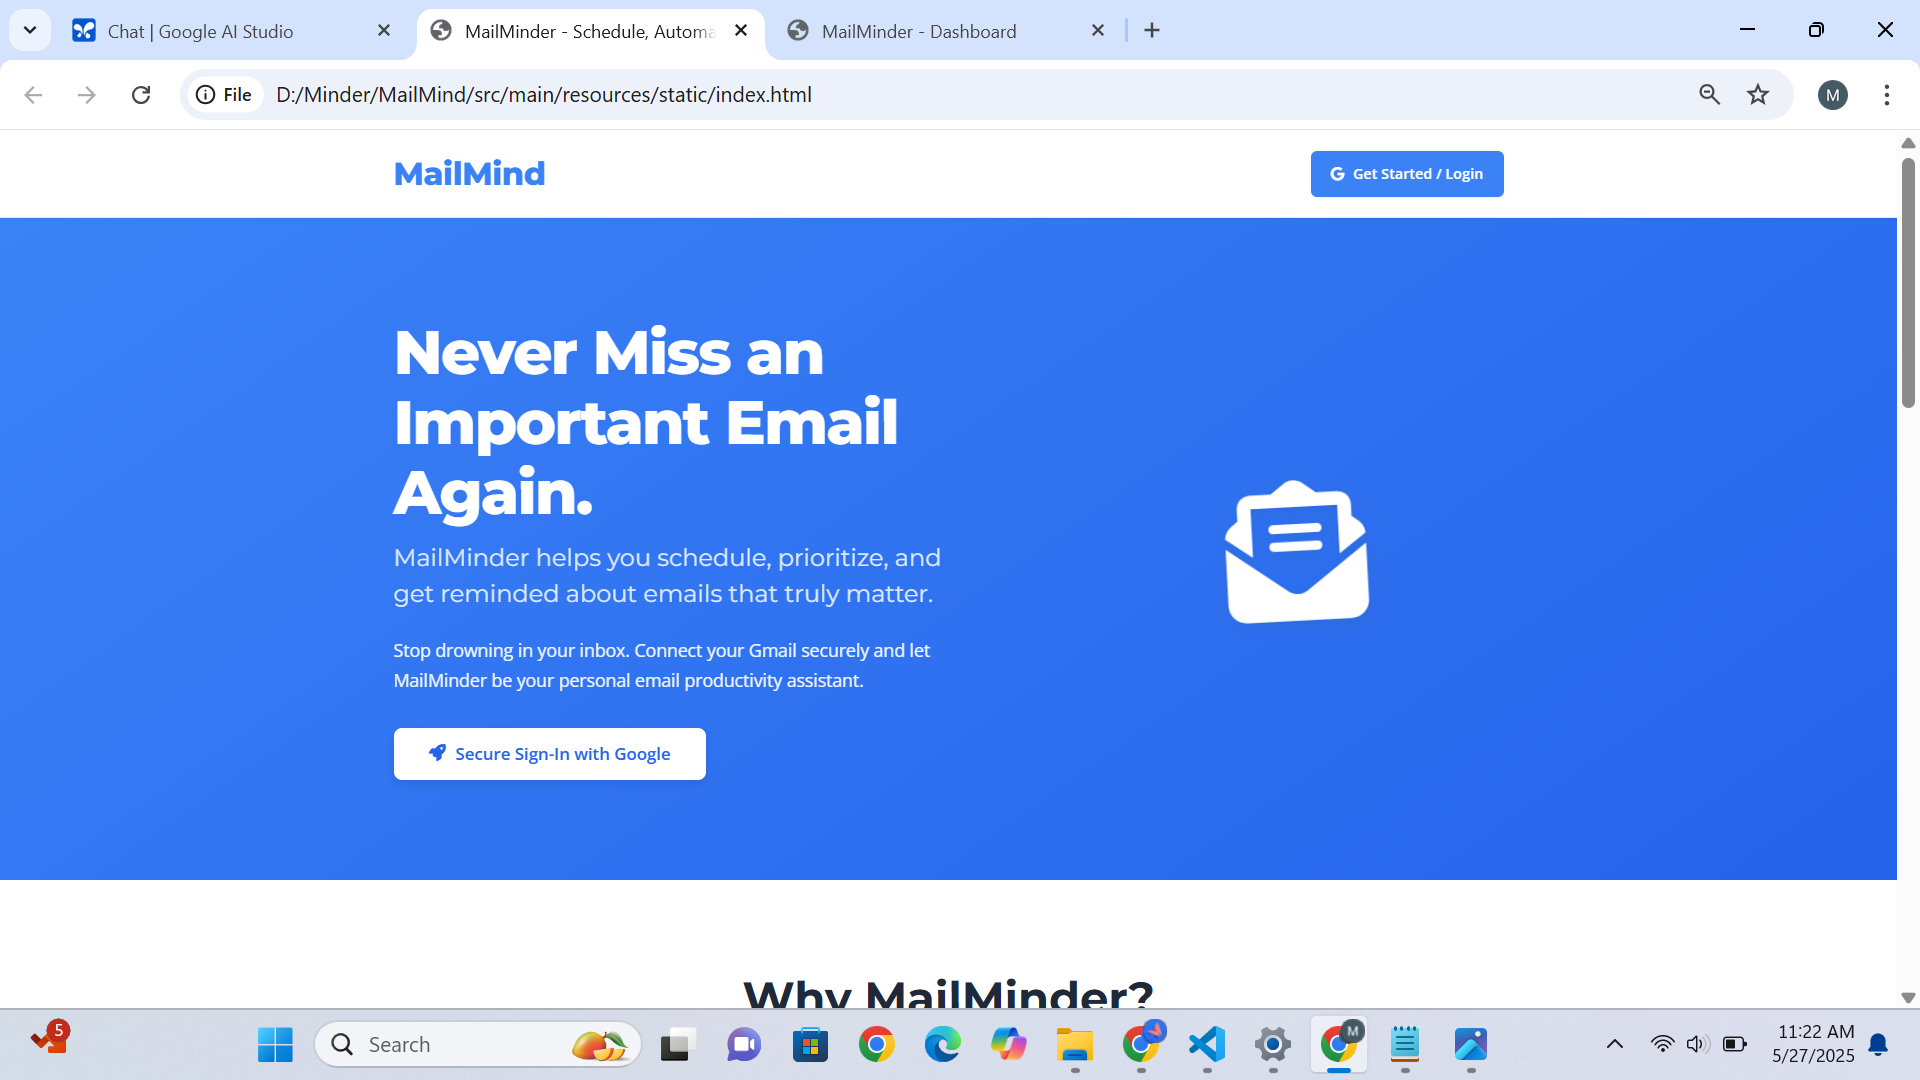 Chat | Google AI Studio
MailMinder - Schedule, Automa
MailMinder - Dashboard
File
D:/Minder/MailMind/src/main/resources/static/index.html
M
MailMind
G Get Started / Login
Never Miss an
Important Email
Again.
MailMinder helps you schedule, prioritize, and
get reminded about emails that truly matter.
Stop drowning in your inbox. Connect your Gmail securely and let
MailMinder be your personal email productivity assistant.
Secure Sign-In with Google
Why MailMinder?
5
Search
M
11:22 AM
5/27/2025